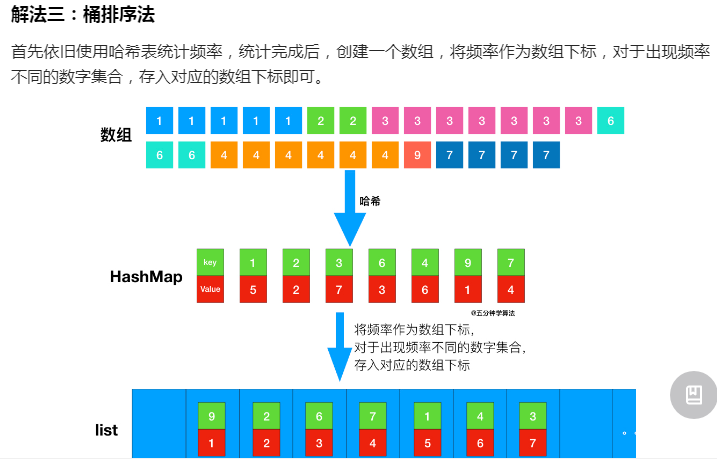 解法三：桶排序法
首先依旧使用哈希表统计频率，统计完成后，创建一个数组，将频率作为数组下标，对于出现频率
不同的数字集合，存入对应的数组下标即可。
数组 1 1 1 1 1 2 2 3 3 3 3 3 3 3 6
6 6 4 4 4 4 4 4 9 7 7 7 7
哈希
HashMap
key 1 2 3 6 4 9 7
Value 5 2 7 3 6 1 4
@五分钟学算法
将频率作为数组下标，
对于出现频率不同的数字集合，
存入对应的数组下标
list
9 2 6 7 1 4 3
1 2 3 4 5 6 7
。。